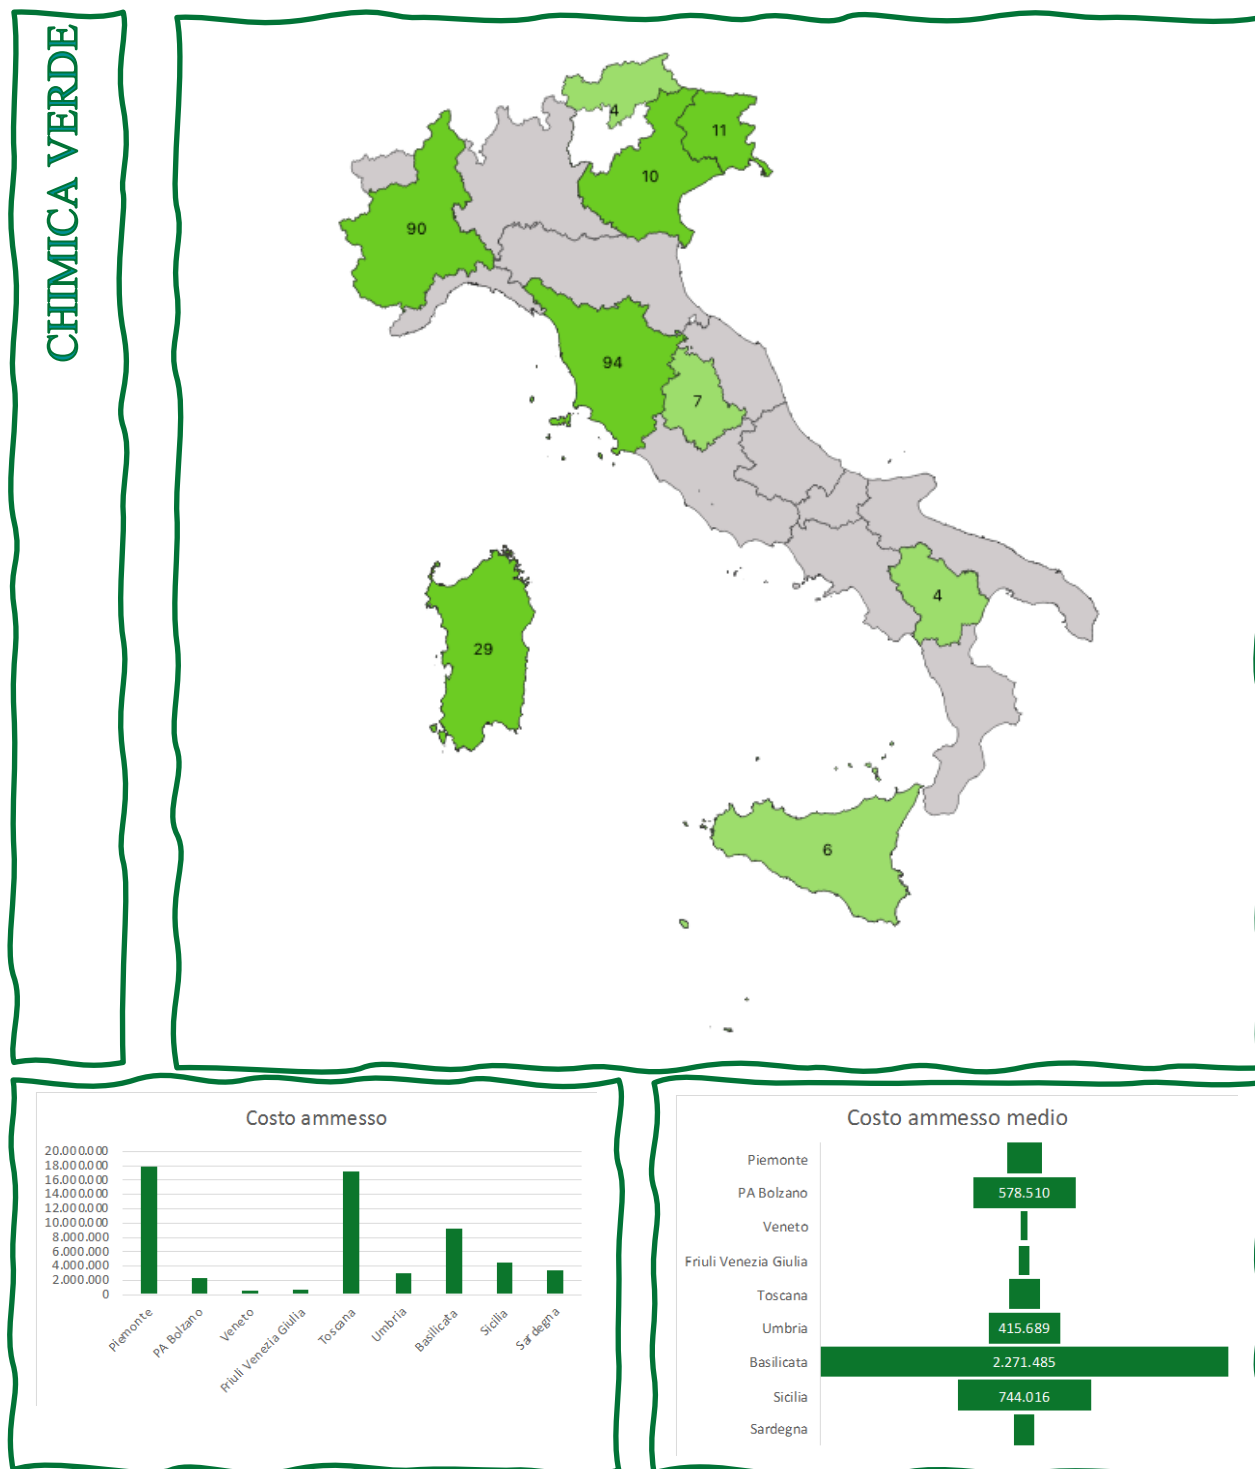 CHIMICA VERDE
4
11
10
90
94
7
4
29
6
Costo ammesso
20.000.000
18.000.000
16.000.000
14.000.000
12.000.000
10.000.000
8.000.000
6.000.000
4.000.000
2.000.000
0
Piemonte
PA Bolzano
Veneto
Friuli Venezia Giulia
Toscana
Umbria
Basilicata
Sicilia
Sardegna
Costo ammesso medio
Piemonte
PA Bolzano 578.510
Veneto
Friuli Venezia Giulia
Toscana
Umbria 415.689
Basilicata 2.271.485
Sicilia 744.016
Sardegna